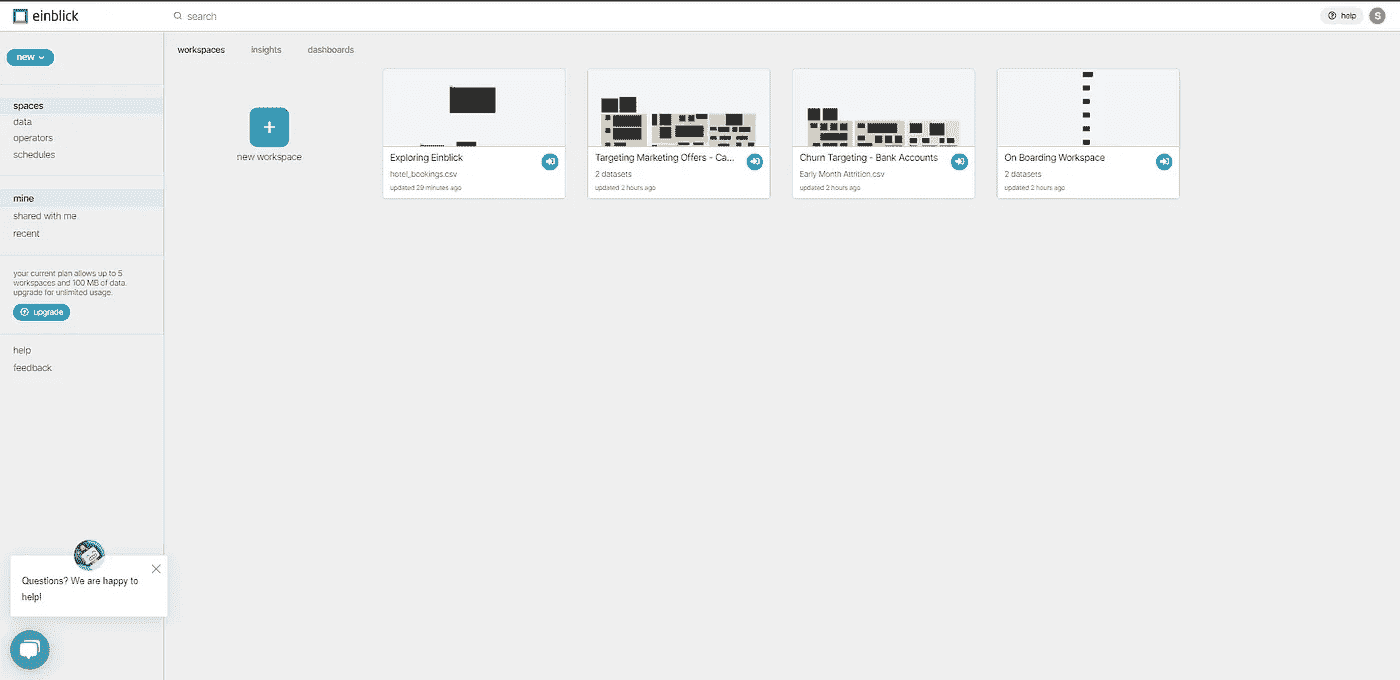 einblick
search
help
S
new
workspaces
insights
dashboards
spaces
data
operators
schedules
mine
shared with me
recent
your current plan allows up to 5
workspaces and 100 MB of data.
upgrade for unlimited usage.
upgrade
help
feedback
new workspace
Exploring Einblick
hotel_bookings.csv
updated 29 minutes ago
Targeting Marketing Offers - Ca...
2 datasets
updated 2 hours ago
Churn Targeting - Bank Accounts
Early Month Attrition.csv
updated 2 hours ago
On Boarding Workspace
2 datasets
updated 2 hours ago
Questions? We are happy to
help!